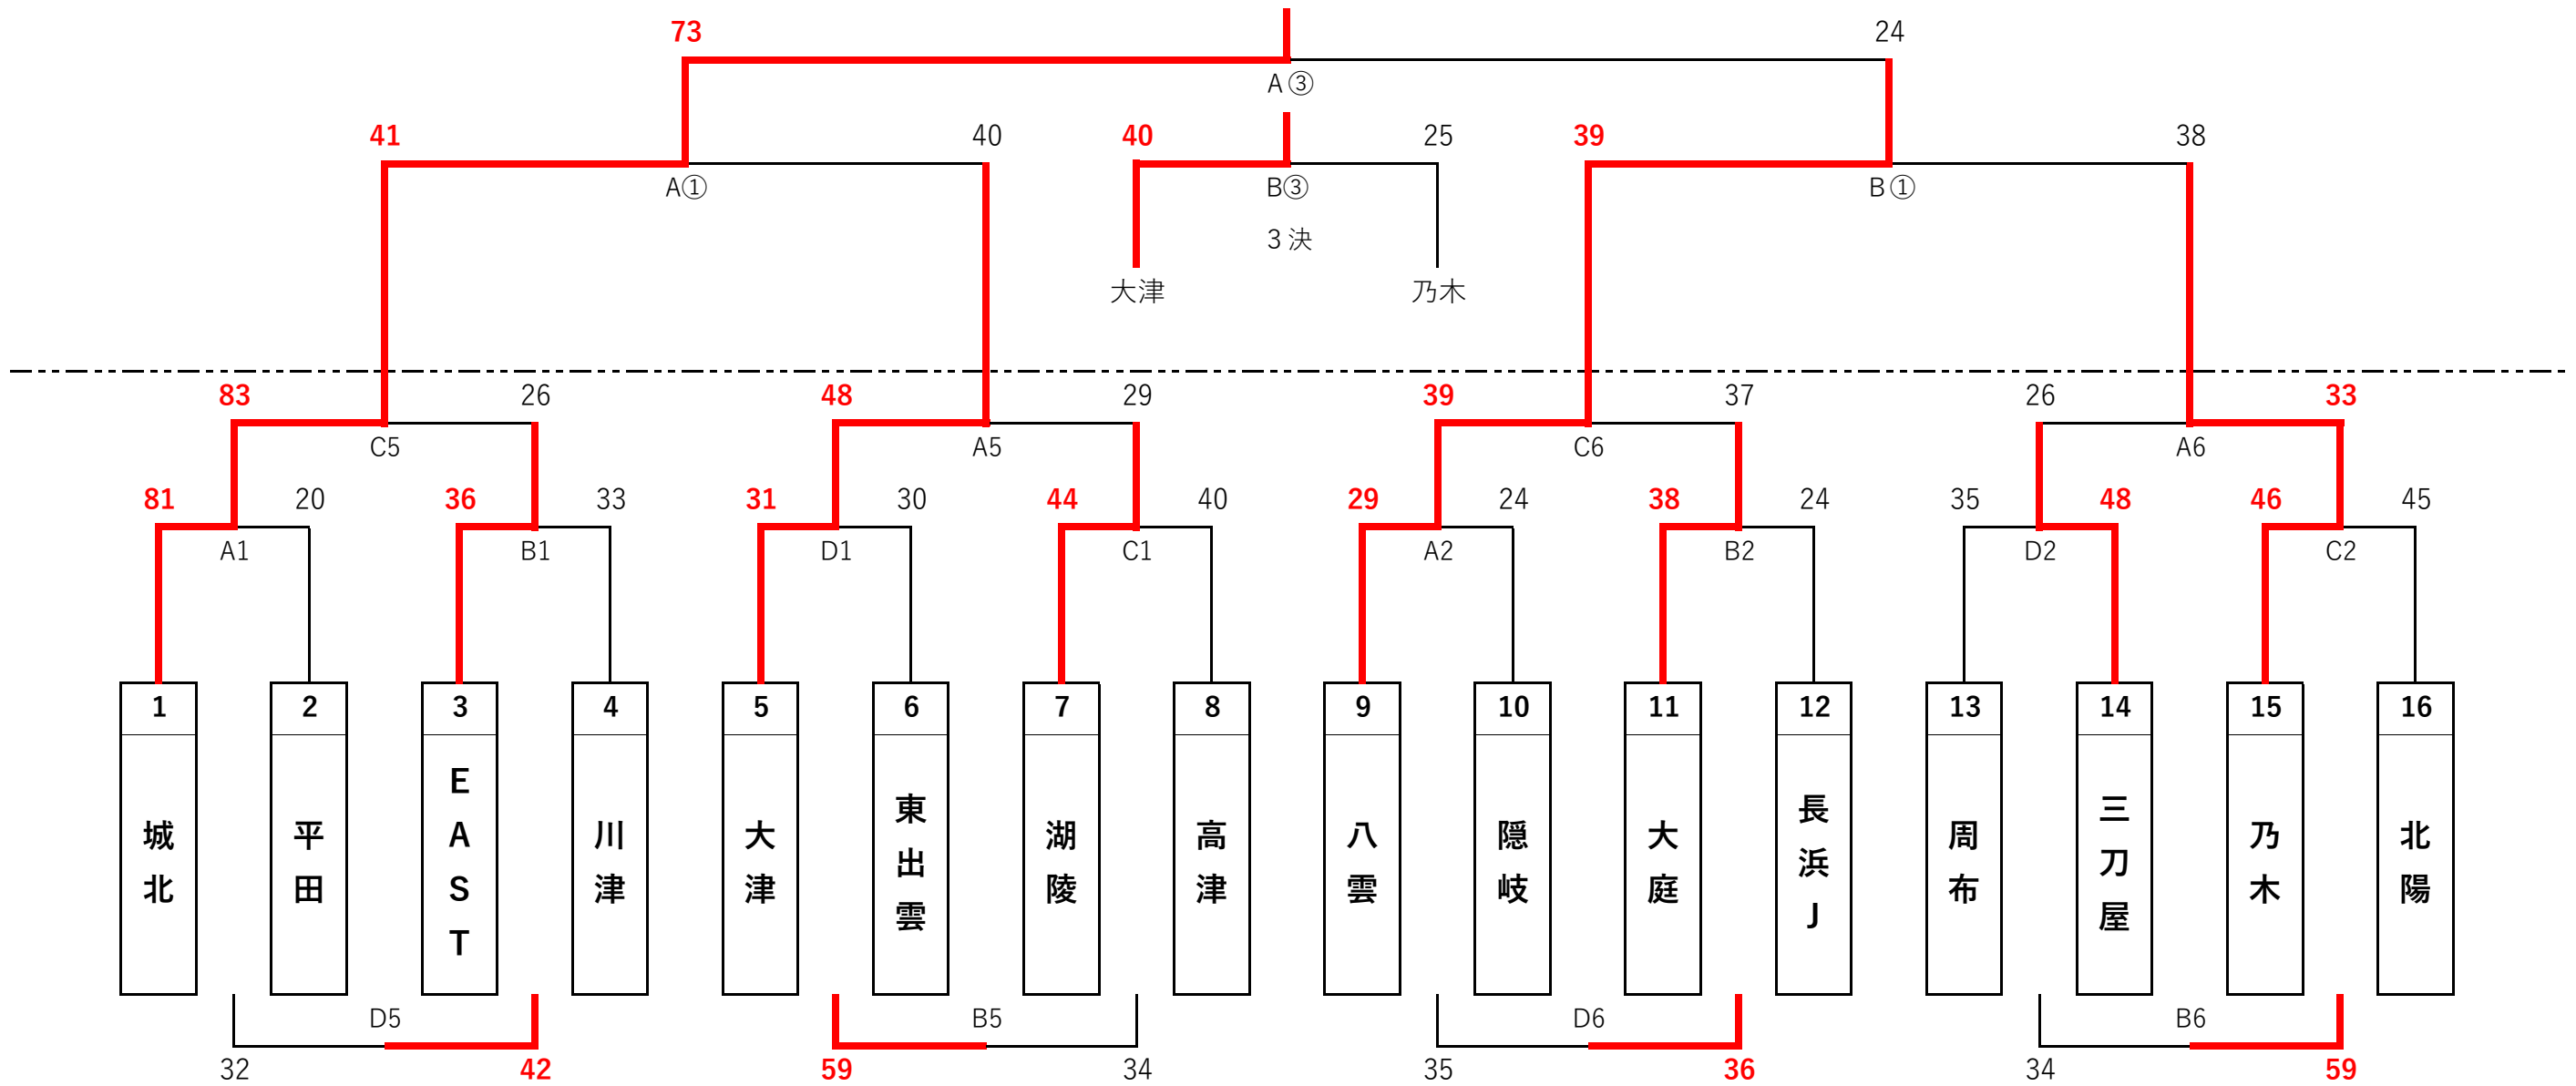 73 24
A③
41 40 40 25 39 38
A① B③ B①
3決
大津 乃木
83 26 48 29 39 37 26 33
C5 A5 C6 A6
81 20 36 33 31 30 44 40 29 24 38 24 35 48 46 45
A1 B1 D1 C1 A2 B2 D2 C2
1 2 3 4 5 6 7 8 9 10 11 12 13 14 15 16
城北
平田
EAST
川津
大津
東出雲
湖陵
高津
八雲
隠岐
大庭
長浜J
周布
三刀屋
乃木
北陽
D5 B5 D6 B6
32 42 59 34 35 36 34 59